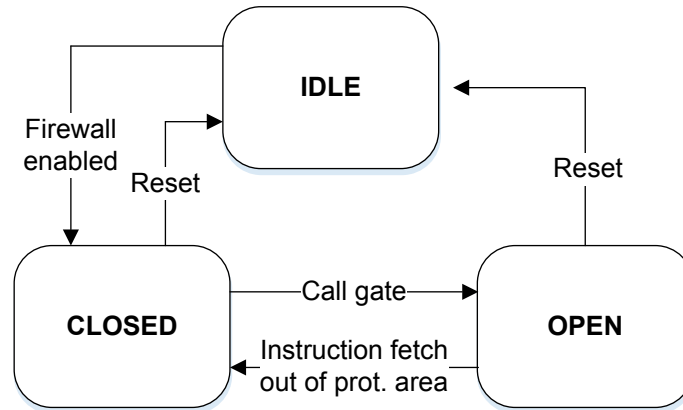 IDLE
Firewall
enabled
Reset
Reset
CLOSED
Call gate
OPEN
Instruction fetch
out of prot. area